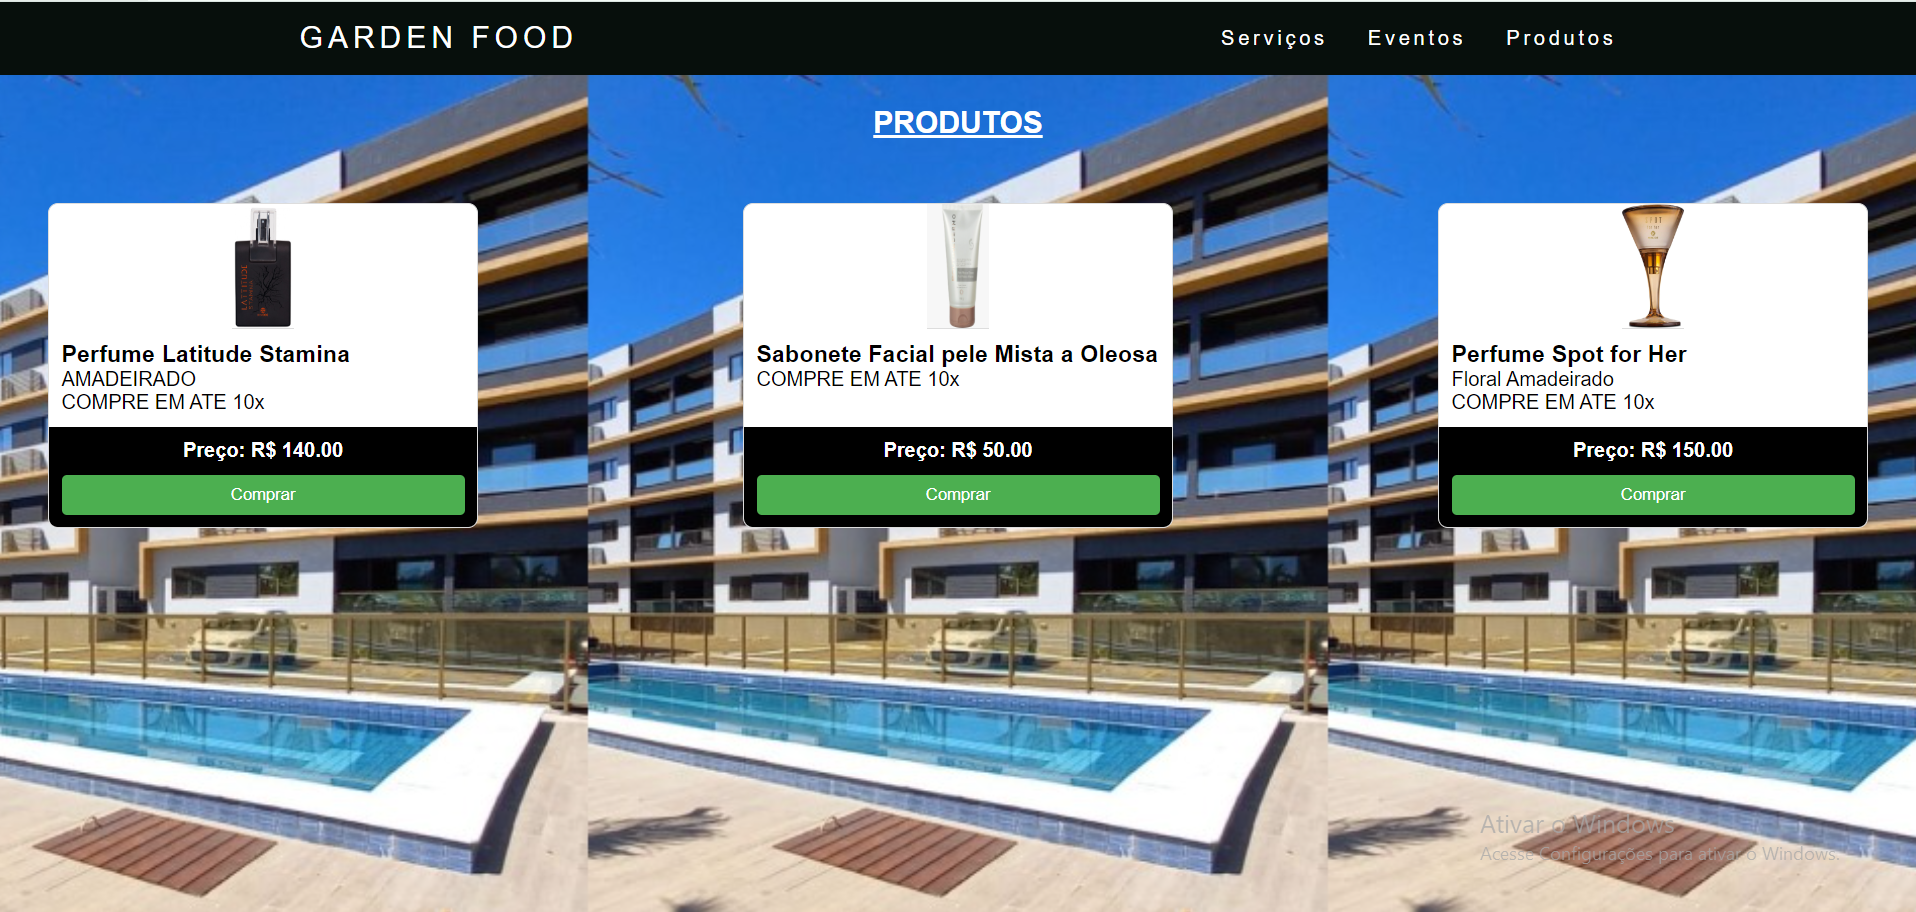 GARDEN FOOD
Serviços Eventos Produtos
PRODUTOS
Perfume Latitude Stamina
AMADEIRADO
COMPRE EM ATE 10x
Preço: R$ 140.00
Comprar
Sabonete Facial pele Mista a Oleosa
COMPRE EM ATE 10x
Preço: R$ 50.00
Comprar
Perfume Spot for Her
Floral Amadeirado
COMPRE EM ATE 10x
Preço: R$ 150.00
Comprar
Ativar o Windows
Acesse Configurações para ativar o Windows.